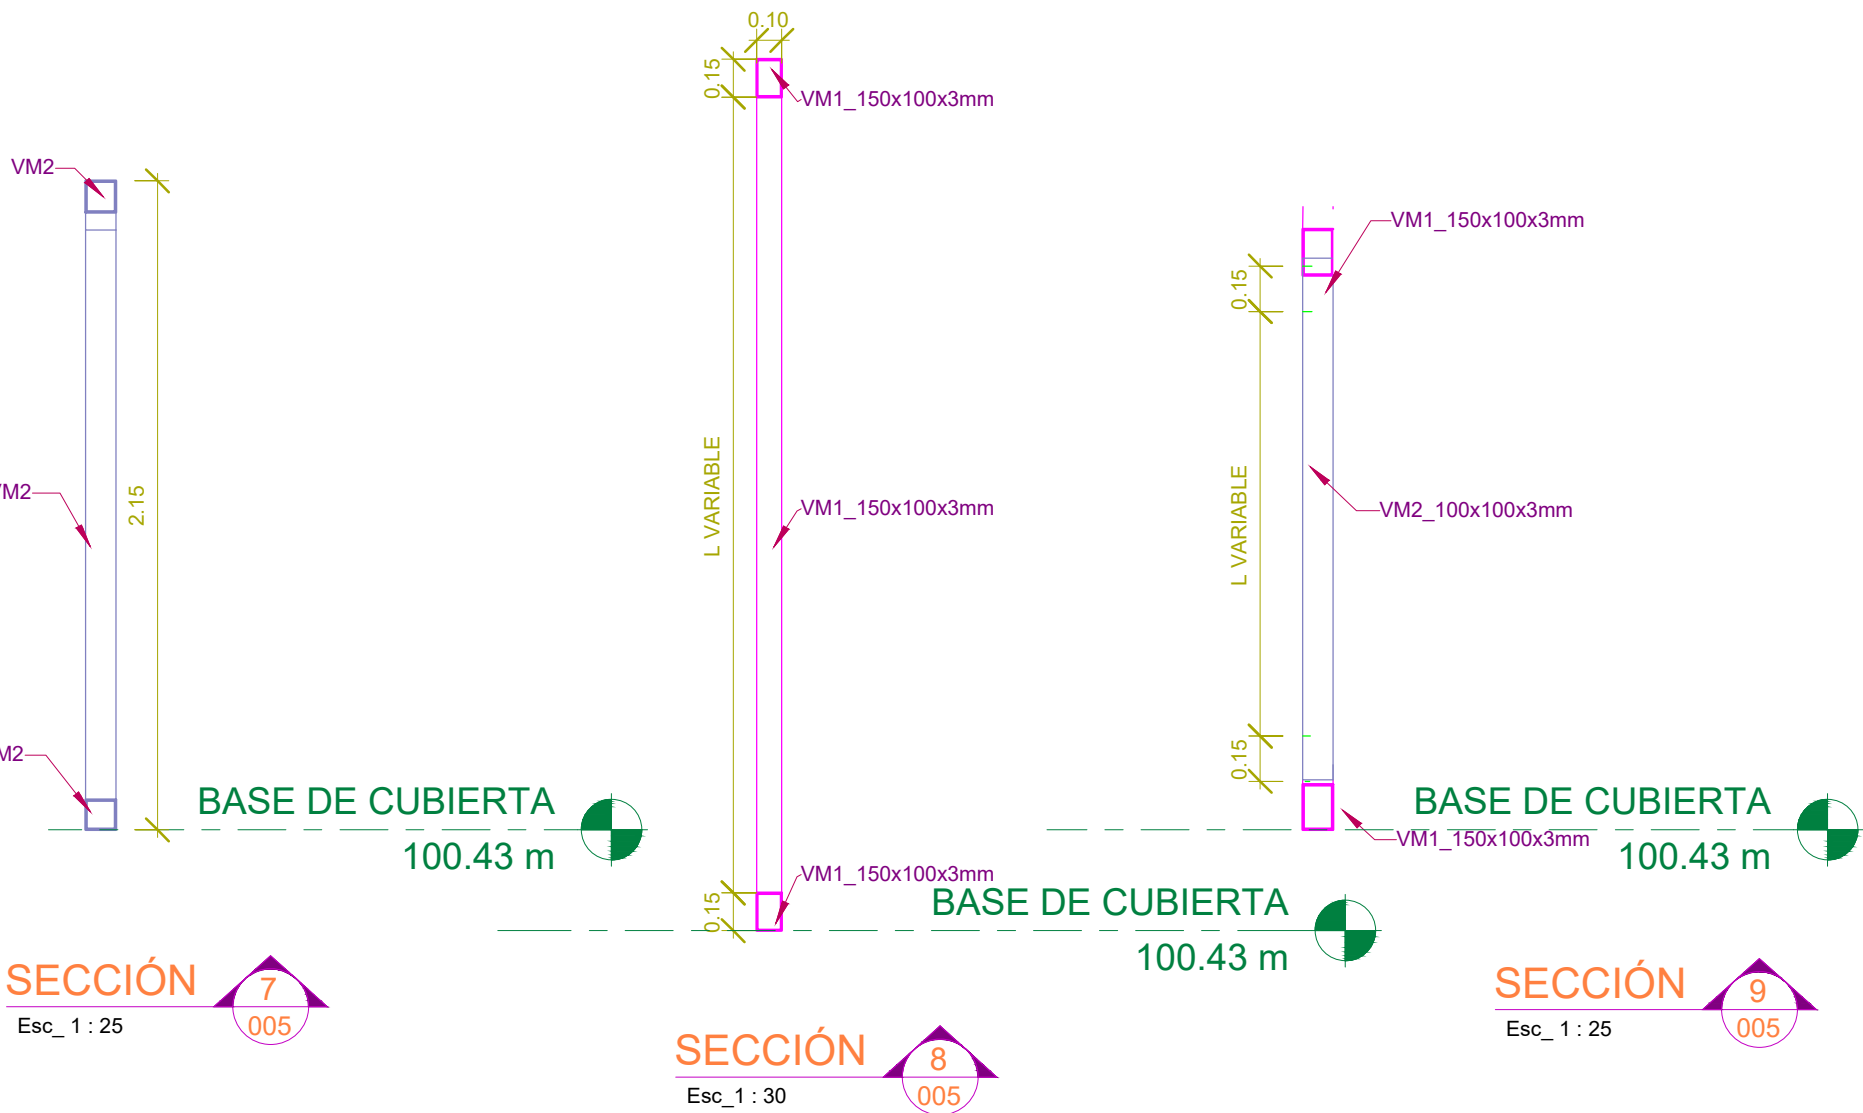 VM2
2.15
VM2
M2
BASE DE CUBIERTA
100.43 m
SECCIÓN
7
005
Esc_ 1 : 25
0.10
0.15
VM1_150x100x3mm
L VARIABLE
VM1_150x100x3mm
VM1_150x100x3mm
0.15
BASE DE CUBIERTA
100.43 m
SECCIÓN
8
005
Esc_1 : 30
VM1_150x100x3mm
0.15
L VARIABLE
VM2_100x100x3mm
0.15
BASE DE CUBIERTA
VM1_150x100x3mm
100.43 m
SECCIÓN
9
005
Esc_ 1 : 25